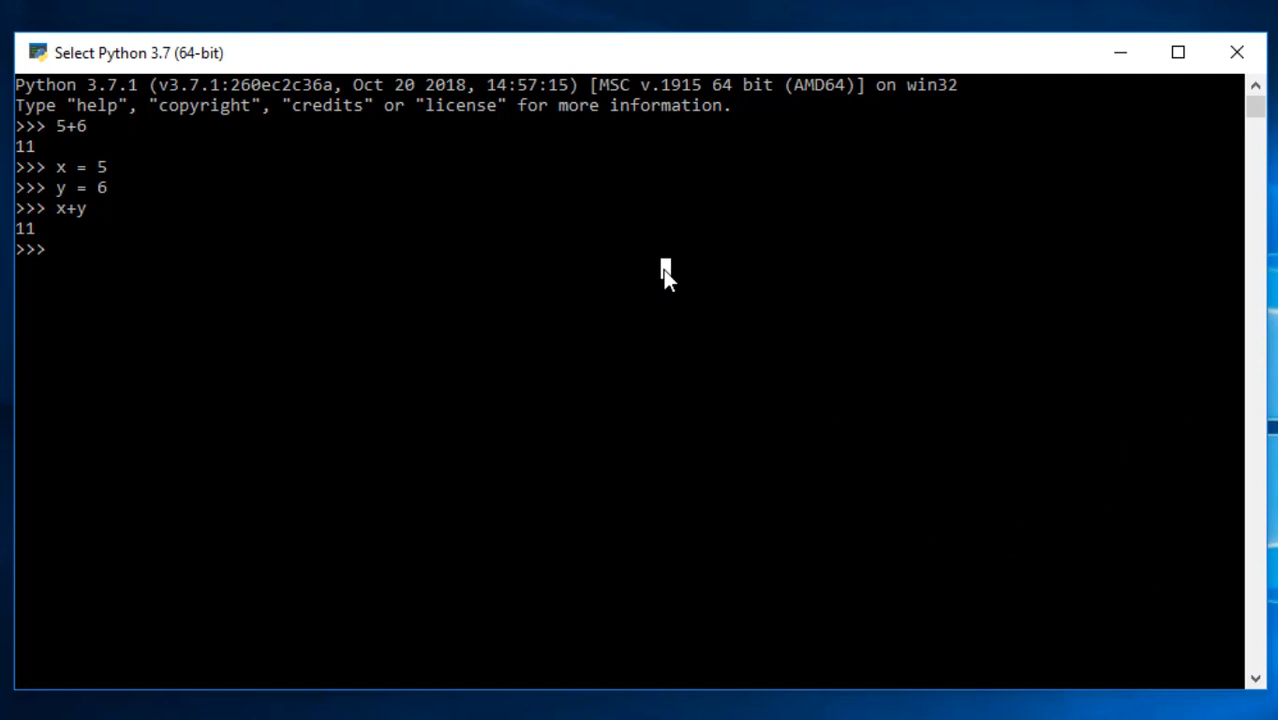 Select Python 3.7 (64-bit)
Python 3.7.1 (v3.7.1:260ec2c36a, Oct 20 2018, 14:57:15) [MSC v.1915 64 bit (AMD64)] on win32
Type "help", "copyright", "credits" or "license" for more information.
>>> 5+6
11
>>> x = 5
>>> y = 6
>>> x+y
11
>>>